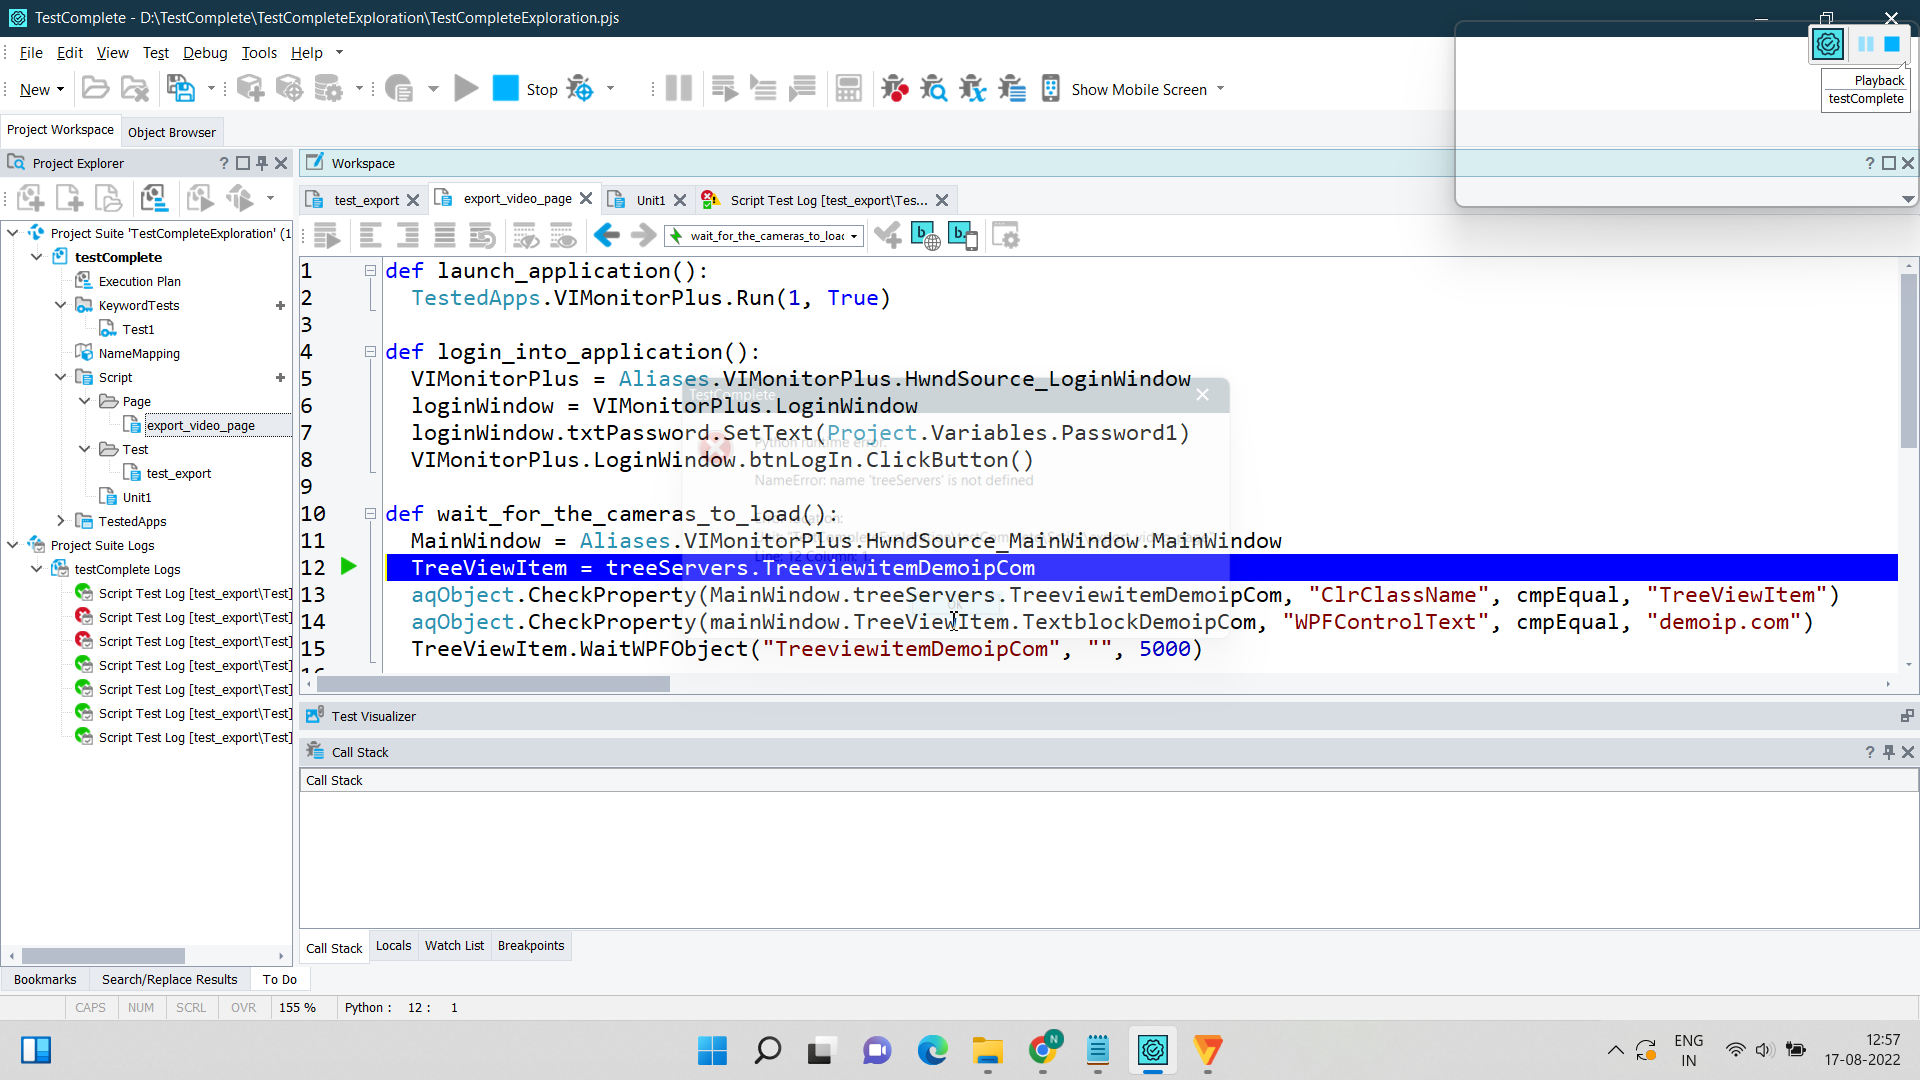 TestComplete - D:\TestComplete\TestCompleteExploration\TestCompleteExploration.pjs
File Edit View Test Debug Tools Help
New Stop Show Mobile Screen
Playback
testComplete
Project Workspace Object Browser
Project Explorer
Workspace
test_export export_video_page Unit1 Script Test Log [test_export\Tes...
wait_for_the_cameras_to_load
Project Suite 'TestCompleteExploration' (1
testComplete
Execution Plan
KeywordTests
Test1
NameMapping
Script
Page
export_video_page
Test
test_export
Unit1
TestedApps
Project Suite Logs
testComplete Logs
Script Test Log [test_export\Test]
Script Test Log [test_export\Test]
Script Test Log [test_export\Test]
Script Test Log [test_export\Test]
Script Test Log [test_export\Test]
Script Test Log [test_export\Test]
Script Test Log [test_export\Test]
1 def launch_application():
2 TestedApps.VIMonitorPlus.Run(1, True)
3
4 def login_into_application():
5 VIMonitorPlus = Aliases.VIMonitorPlus.HwndSource_LoginWindow
6 loginWindow = VIMonitorPlus.LoginWindow
7 loginWindow.txtPassword.SetText(Project.Variables.Password1)
8 VIMonitorPlus.LoginWindow.btnLogIn.ClickButton()
9
10 def wait_for_the_cameras_to_load():
11 MainWindow = Aliases.VIMonitorPlus.HwndSource_MainWindow.MainWindow
12 TreeViewItem = treeServers.TreeviewitemDemoipCom
13 aqObject.CheckProperty(MainWindow.treeServers.TreeviewitemDemoipCom, "ClrClassName", cmpEqual, "TreeViewItem")
14 aqObject.CheckProperty(mainWindow.TreeViewItem.TextblockDemoipCom, "WPFControlText", cmpEqual, "demoip.com")
15 TreeViewItem.WaitWPFObject("TreeviewitemDemoipCom", "", 5000)
TestComplete
Python runtime error.
NameError: name 'treeServers' is not defined
Line: 12 Column: 1
Test Visualizer
Call Stack
Call Stack
Call Stack Locals Watch List Breakpoints
Bookmarks Search/Replace Results To Do
CAPS NUM SCRL OVR 155 % Python : 12 : 1
N
ENG
IN
12:57
17-08-2022